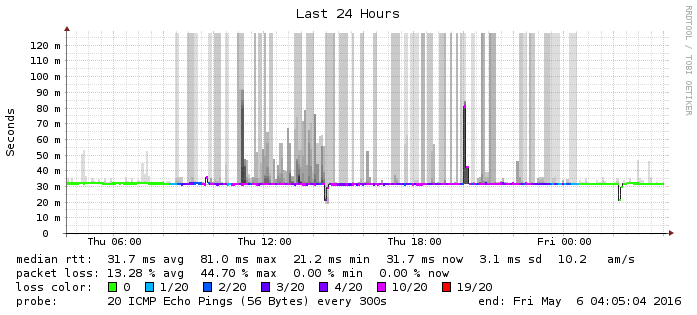 Last 24 Hours
RRDTOOL / TOBI OETIKER
Seconds
120 m
110 m
100 m
90 m
80 m
70 m
60 m
50 m
40 m
30 m
20 m
10 m
0
Thu 06:00 Thu 12:00 Thu 18:00 Fri 00:00
median rtt: 31.7 ms avg 81.0 ms max 21.2 ms min 31.7 ms now 3.1 ms sd 10.2 am/s
packet loss: 13.28 % avg 44.70 % max 0.00 % min 0.00 % now
loss color: 0 1/20 2/20 3/20 4/20 10/20 19/20
probe: 20 ICMP Echo Pings (56 Bytes) every 300s end: Fri May 6 04:05:04 2016